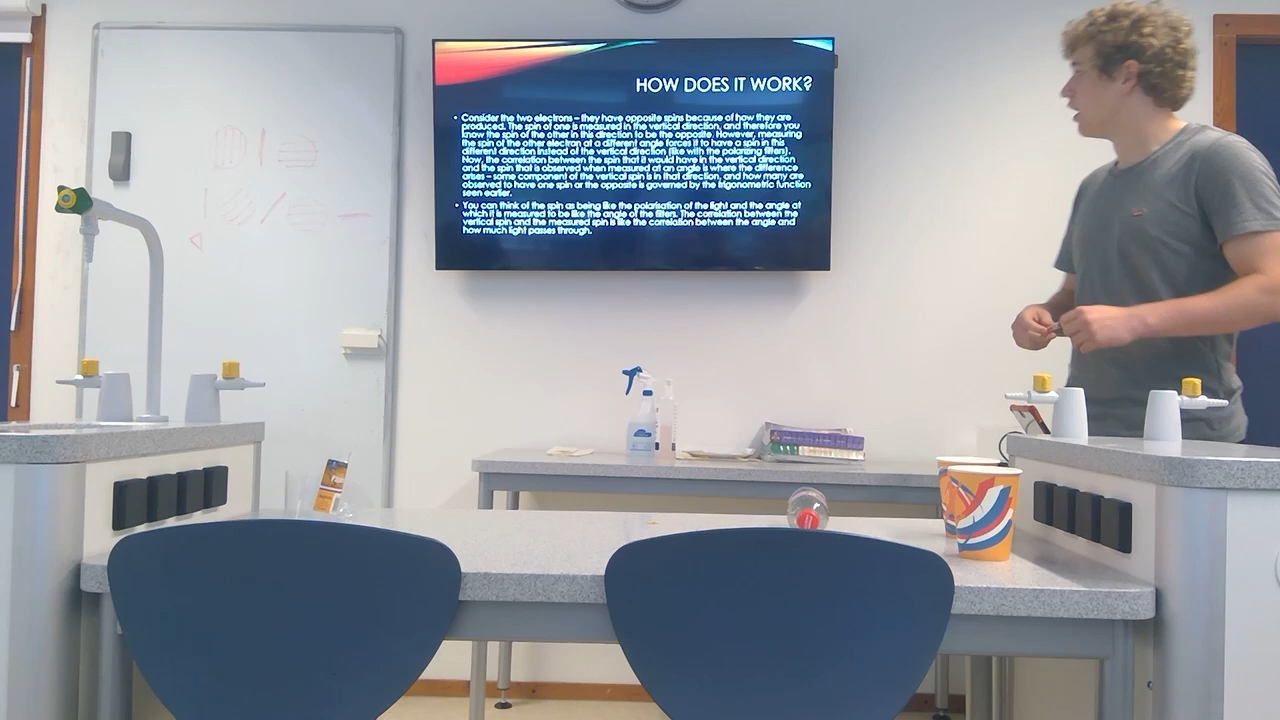 HOW DOES IT WORK?
• Consider the two electrons – they have opposite spins because of how they are
produced. The spin of one is measured in the vertical direction, and therefore you
know the spin of the other in this direction to be the opposite. However, measuring
the spin of the other electron at a different angle forces it to have a spin in this
different direction instead of the vertical direction (like with the polarizing filters).
Now, the correlation between the spin that it would have in the vertical direction
and the spin that is observed when measured at an angle is where the difference
arises – some component of the vertical spin is in that direction, and how many are
observed to have one spin or the opposite is governed by the trigonometric function
seen earlier.
• You can think of the spin as being like the polarisation of the light and the angle at
which it is measured to be like the angle of the filters. The correlation between the
vertical spin and the measured spin is like the correlation between the angle and
how much light passes through.